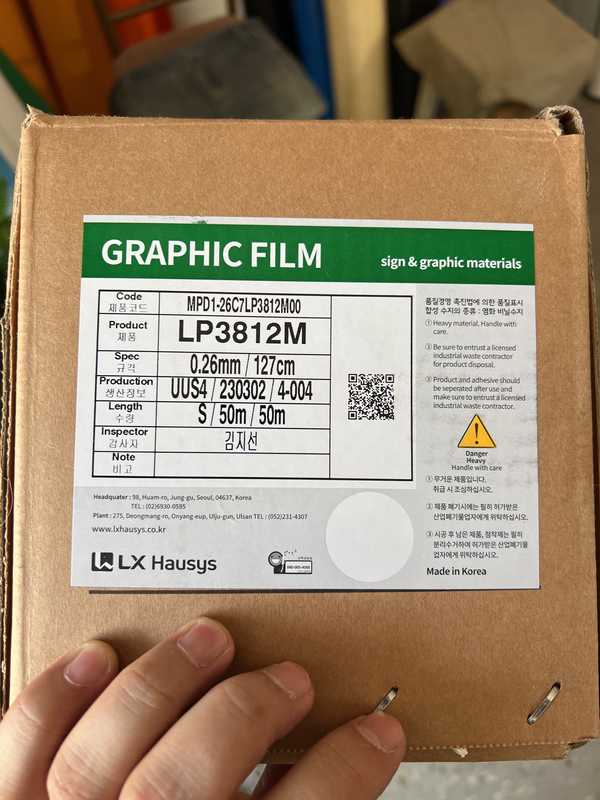 GRAPHIC FILM
sign & graphic materials
Code
제품코드
MPD1-26C7LP3812M00
Product
제품
LP3812M
Spec
규격
0.26mm / 127cm
Production
생산정보
UUS4 / 230302 / 4-004
Length
수량
S / 50m / 50m
Inspector
검사자
김지선
Note
비고
품질경영 촉진법에 의한 품질표시
합성 수지의 종류 : 염화 비닐수지
① Heavy material. Handle with
care.
② Be sure to entrust a licensed
industrial waste contractor
for product disposal.
③ Product and adhesive should
be seperated after use and
make sure to entrust a licensed
industrial waste contractor.
Danger
Heavy
Handle with care
① 무거운 제품입니다.
취급 시 조심하십시오.
② 제품 폐기시에는 필히 허가받은
산업폐기물업자에게 위탁하십시오.
③ 시공 후 남은 제품, 점착제는 필히
분리수거하여 허가받은 산업폐기물
업자에게 위탁하십시오.
Made in Korea
Headquater : 98, Huam-ro, Jung-gu, Seoul, 04637, Korea
TEL : (02)6930-0595
Plant : 275, Deongmang-ro, Onyang-eup, Ulju-gun, Ulsan TEL : (052)231-4307
www.lxhausys.co.kr
LX Hausys